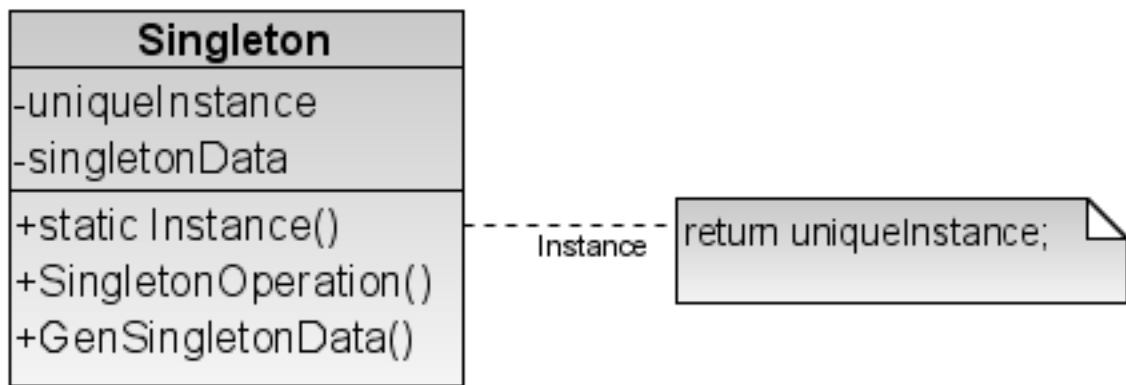 Singleton
-uniqueInstance
-singletonData
+static Instance()
+SingletonOperation()
+GenSingletonData()
Instance
return uniqueInstance;